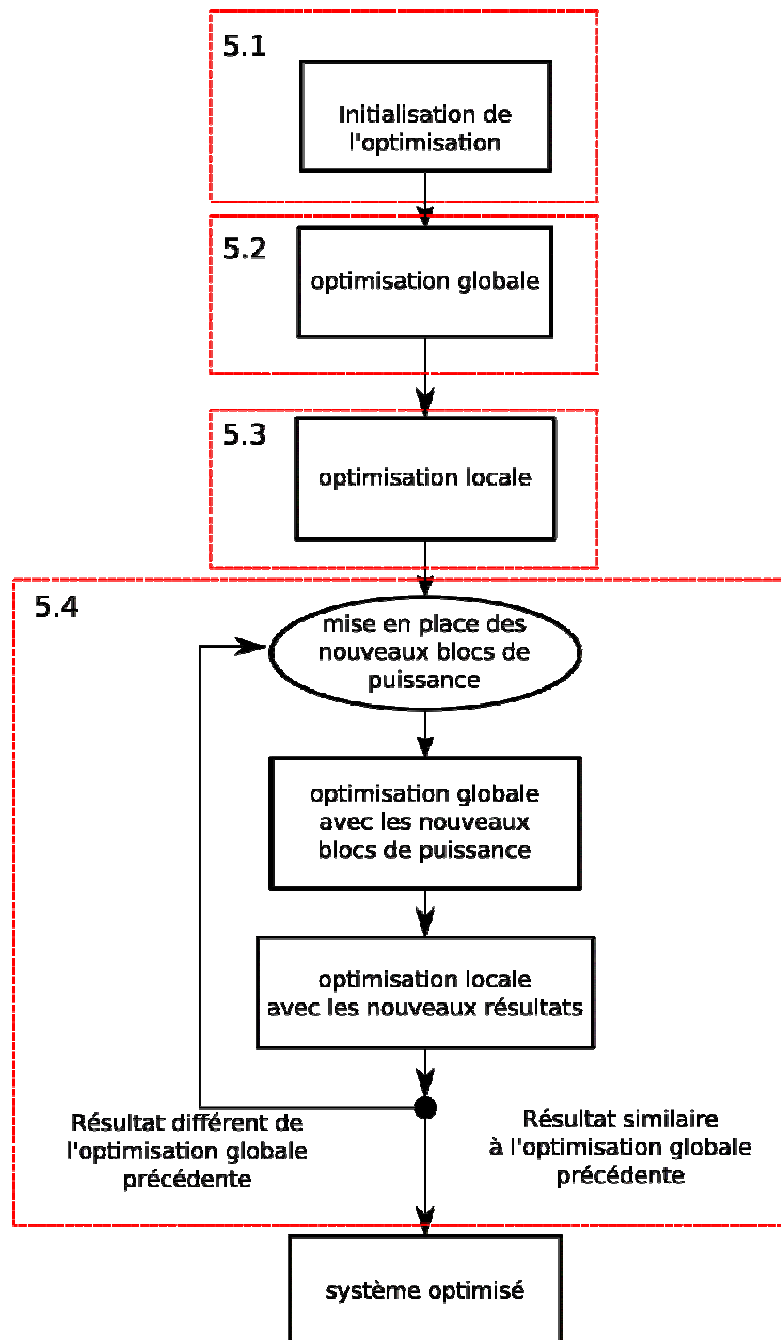 5.1
Initialisation de
l'optimisation
5.2
optimisation globale
5.3
optimisation locale
5.4
mise en place des
nouveaux blocs de
puissance
optimisation globale
avec les nouveaux
blocs de puissance
optimisation locale
avec les nouveaux résultats
Résultat différent de
l'optimisation globale
précédente
Résultat similaire
à l'optimisation globale
précédente
système optimisé